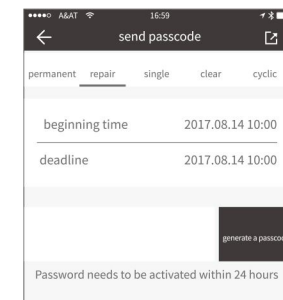 A&AT 16:59
send passcode
permanent repair single clear cyclic
beginning time 2017.08.14 10:00
deadline 2017.08.14 10:00
generate a passco
Password needs to be activated within 24 hours